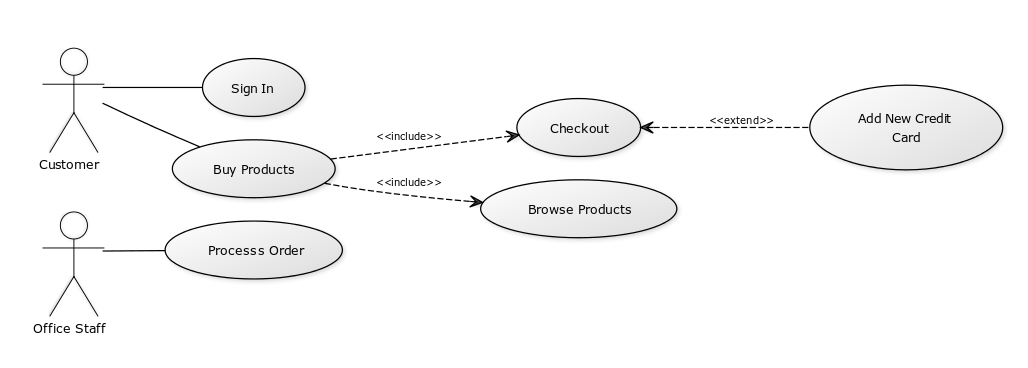 Sign In
Customer
<<include>>
Checkout
<<extend>>
Add New Credit
Card
Buy Products
<<include>>
Browse Products
Processs Order
Office Staff